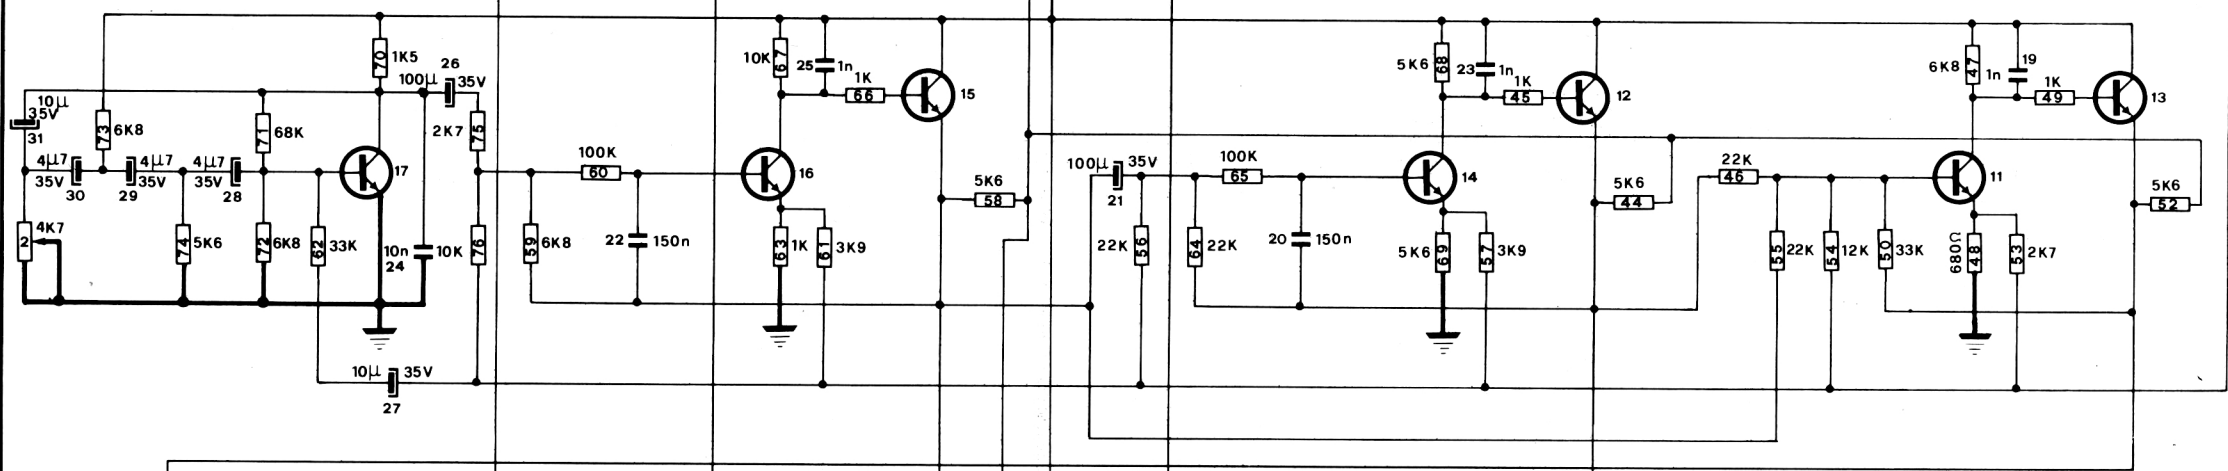 70 1K5
26
100μ 35V
10μ
35V
31
73 6K8
71 68K
2K7 75
4μ7
35V
30
4μ7
35V
29
4μ7
35V
28
17
2 4K7
74 5K6
72 6K8
62 33K
10n
24
10K 76
10μ 35V
27
10K 67
25 1n
1K
66
15
100K
60
16
59 6K8
22 150n
63 1K
61 3K9
5K6
58
100μ 35V
21
5K6 68
23 1n
1K
45
12
100K
65
14
22K 56
64 22K
20 150n
5K6 69
57 3K9
5K6
44
22K
46
6K8 47
1n 19
1K
49
13
11
55 22K
54 12K
50 33K
680Ω 48
53 2K7
5K6
52